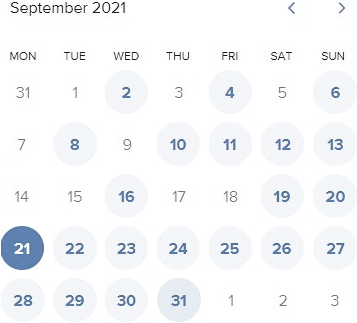 September 2021
MON TUE WED THU FRI SAT SUN
31 1 2 3 4 5 6
7 8 9 10 11 12 13
14 15 16 17 18 19 20
21 22 23 24 25 26 27
28 29 30 31 1 2 3